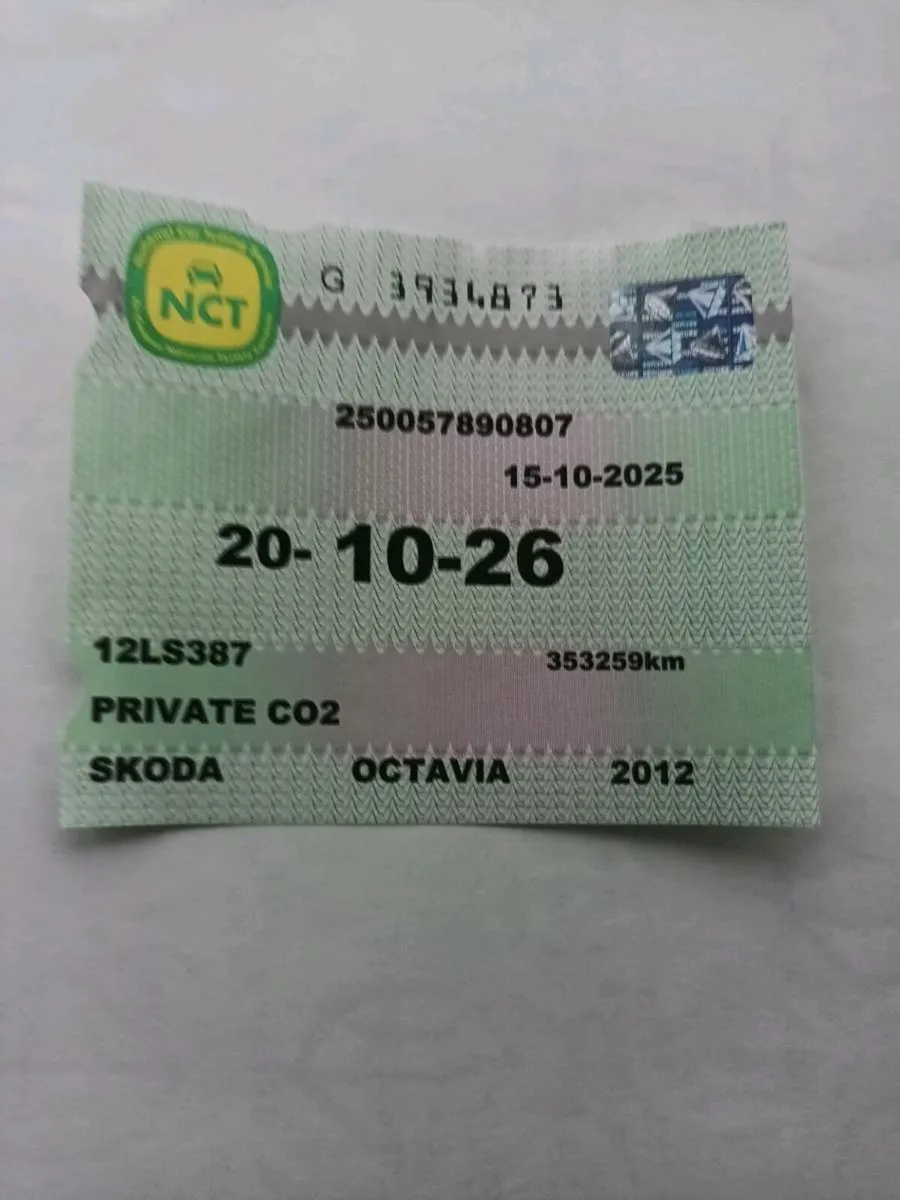 NCT
G 3934873
250057890807
15-10-2025
20- 10-26
12LS387
353259km
PRIVATE CO2
SKODA OCTAVIA 2012